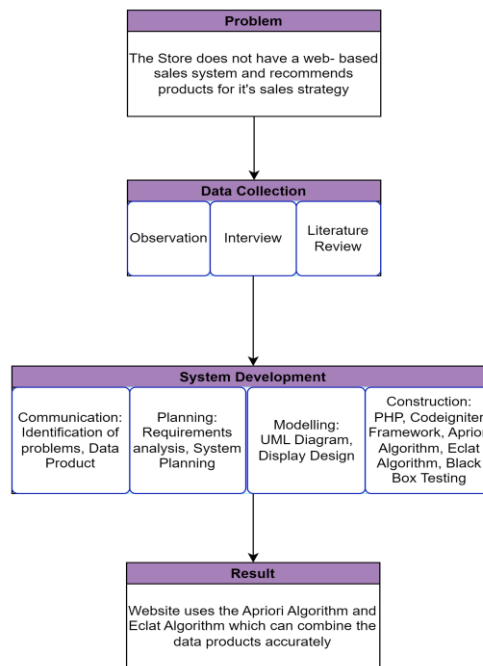 Problem
The Store does not have a web- based
sales system and recommends
products for it's sales strategy
Data Collection
Observation
Interview
Literature
Review
System Development
Communication:
Identification of
problems, Data
Product
Planning:
Requirements
analysis, System
Planning
Modelling:
UML Diagram,
Display Design
Construction:
PHP, Codeigniter
Framework, Apriori
Algorithm, Eclat
Algorithm, Black
Box Testing
Result
Website uses the Apriori Algorithm and
Eclat Algorithm which can combine the
data products accurately